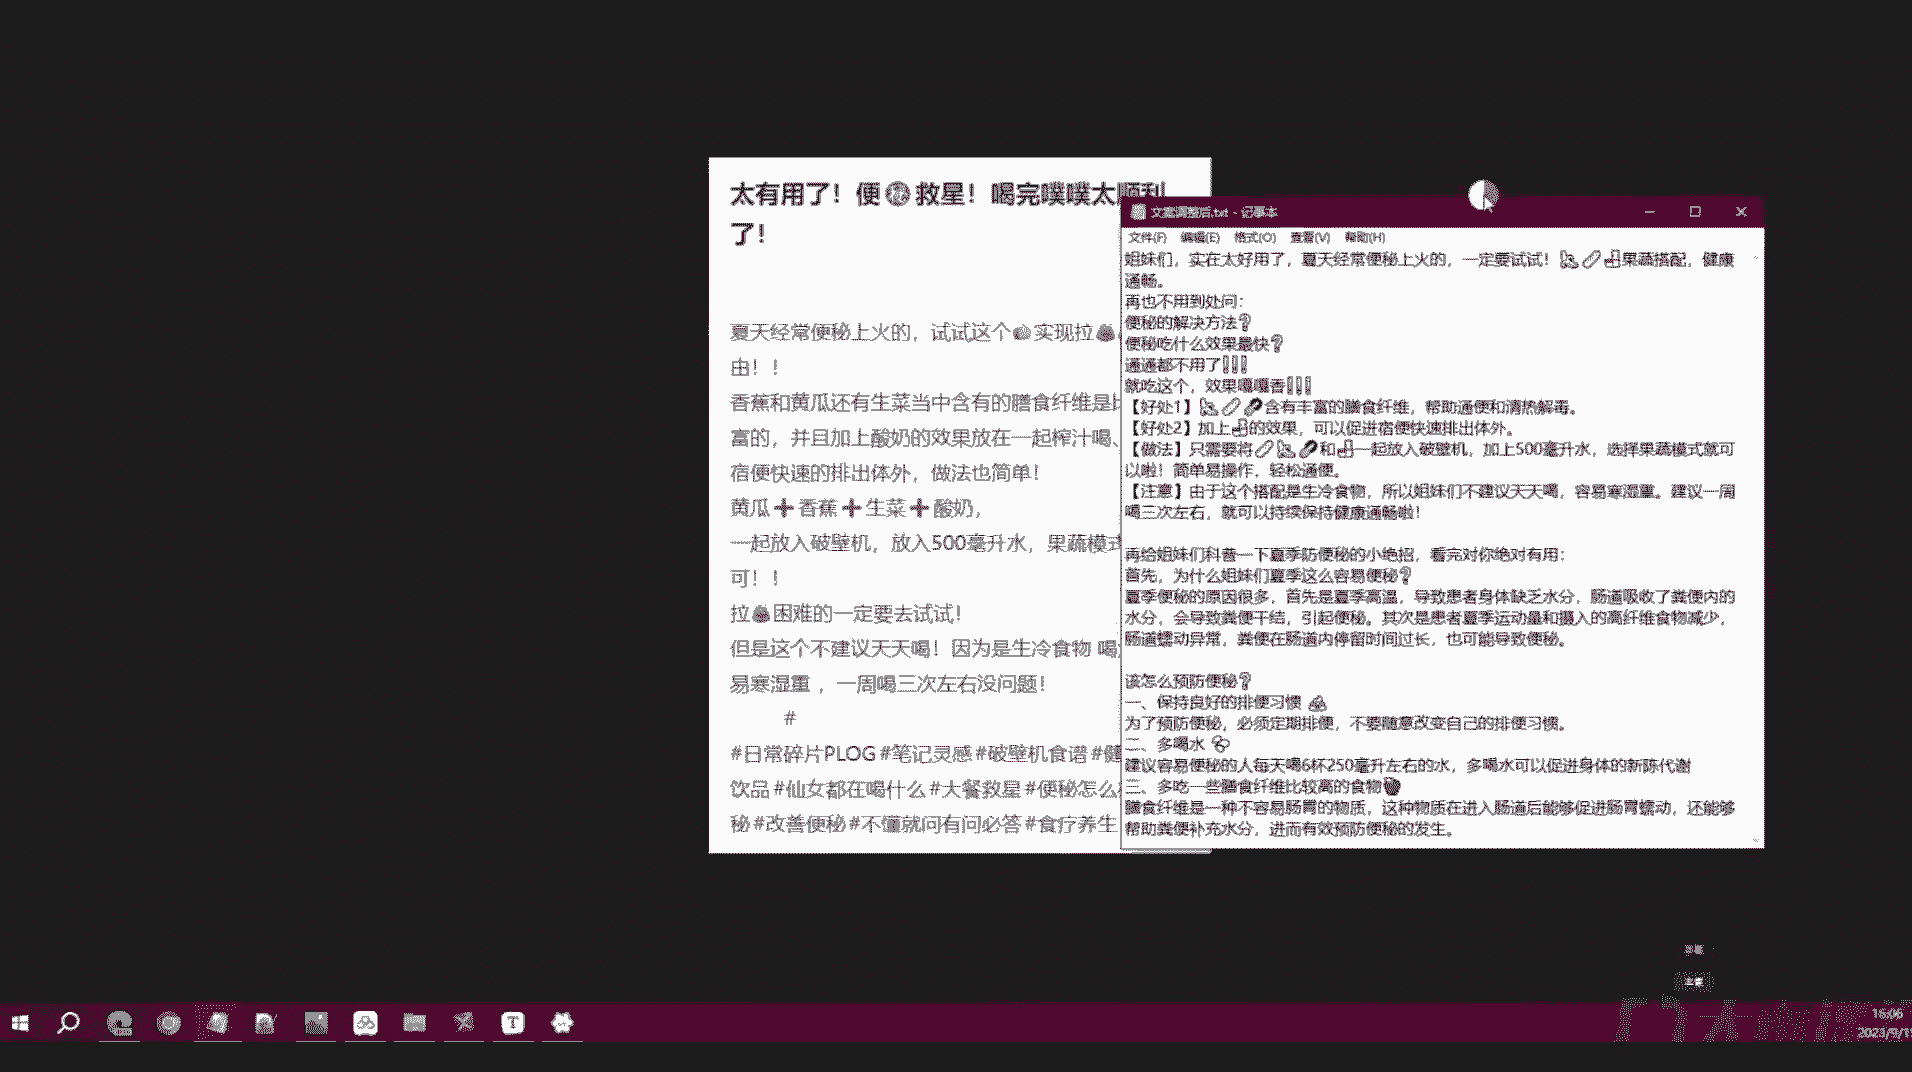 太有用了！便 救星！喝完噗噗太顺利
了！
夏天经常便秘上火的，试试这个 实现拉
由！！
香蕉和黄瓜还有生菜当中含有的膳食纤维是
富的，并且加上酸奶的效果放在一起榨汁喝、
宿便快速的排出体外，做法也简单！
黄瓜➕香蕉➕生菜➕酸奶，
一起放入破壁机，放入500毫升水，果蔬模式
可！！
拉💩困难的一定要去试试！
但是这个不建议天天喝！因为是生冷食物 喝
易寒湿重 ，一周喝三次左右没问题！
#
#日常碎片PLOG #笔记灵感 #破壁机食谱 #健
饮品 #仙女都在喝什么 #大餐救星 #便秘怎么
秘 #改善便秘 #不懂就问有问必答 #食疗养生
文案调整后.txt - 记事本
文件(F) 编辑(E) 格式(O) 查看(V) 帮助(H)
姐妹们，实在太好用了，夏天经常便秘上火的，一定要试试！🍌🥒 果蔬搭配，健康
通畅。
再也不用到处问：
便秘的解决方法❓
便秘吃什么效果最快❓
通通都不用了❗❗❗
就吃这个，效果嘎嘎香❗❗❗
【好处1】🍌🥒 含有丰富的膳食纤维，帮助通便和清热解毒。
【好处2】加上 的效果，可以促进宿便快速排出体外。
【做法】只需要将🥒🍌 和 一起放入破壁机，加上500毫升水，选择果蔬模式就可
以啦！简单易操作，轻松通便。
【注意】由于这个搭配是生冷食物，所以姐妹们不建议天天喝，容易寒湿重。建议一周
喝三次左右，就可以持续保持健康通畅啦！
再给姐妹们科普一下夏季防便秘的小绝招，看完对你绝对有用：
首先，为什么姐妹们夏季这么容易便秘❓
夏季便秘的原因很多，首先是夏季高温，导致患者身体缺乏水分，肠道吸收了粪便内的
水分，会导致粪便干结，引起便秘。其次是患者夏季运动量和摄入的高纤维食物减少，
肠道蠕动异常，粪便在肠道内停留时间过长，也可能导致便秘。
该怎么预防便秘❓
一、保持良好的排便习惯 💩
为了预防便秘，必须定期排便，不要随意改变自己的排便习惯。
二、多喝水
建议容易便秘的人每天喝6杯250毫升左右的水，多喝水可以促进身体的新陈代谢
三、多吃一些膳食纤维比较高的食物
膳食纤维是一种不容易肠胃的物质，这种物质在进入肠道后能够促进肠胃蠕动，还能够
帮助粪便补充水分，进而有效预防便秘的发生。
16:06